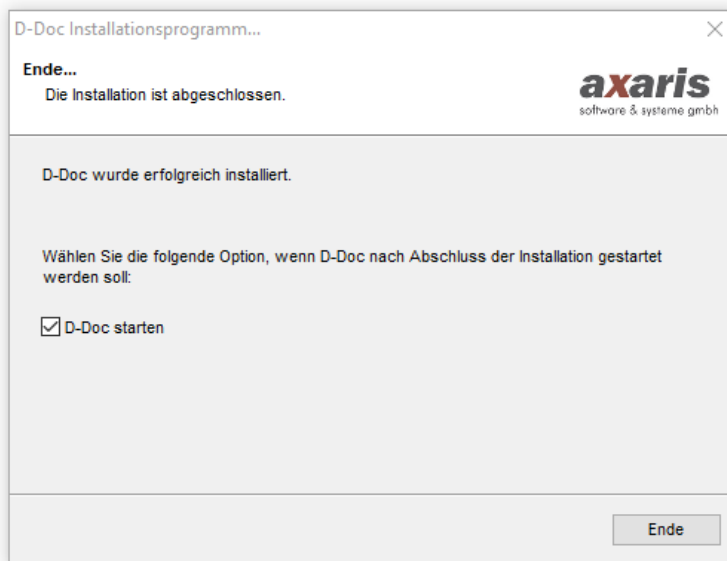 D-Doc Installationsprogramm...
Ende...
Die Installation ist abgeschlossen.
axaris
software & systeme gmbh
D-Doc wurde erfolgreich installiert.
Wählen Sie die folgende Option, wenn D-Doc nach Abschluss der Installation gestartet
werden soll:
D-Doc starten
Ende